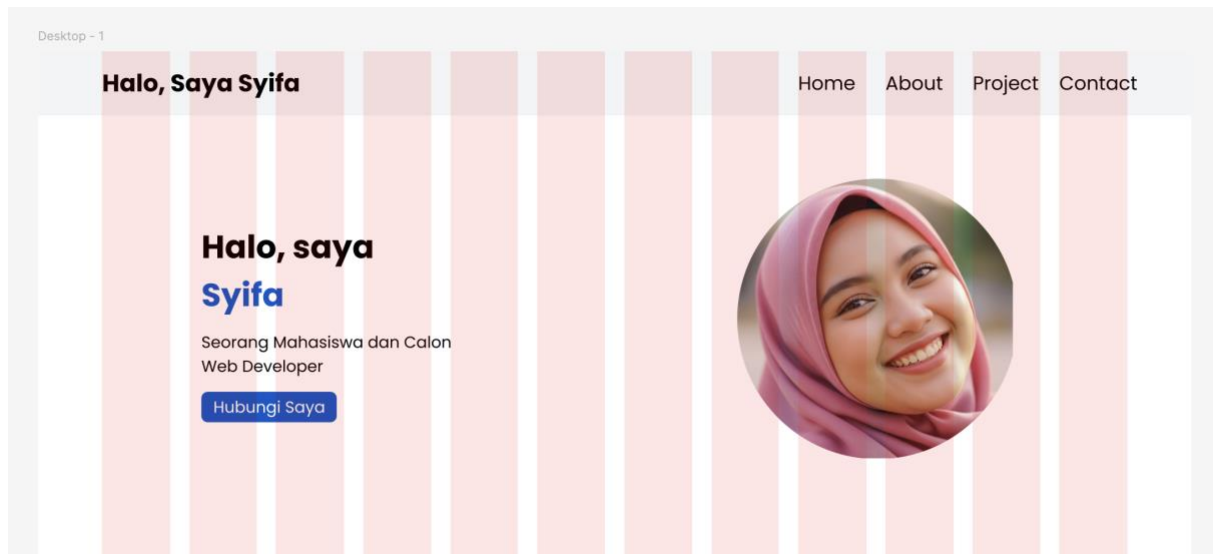 Desktop - 1
Halo, Saya Syifa
Home About Project Contact
Halo, saya
Syifa
Seorang Mahasiswa dan Calon
Web Developer
Hubungi Saya